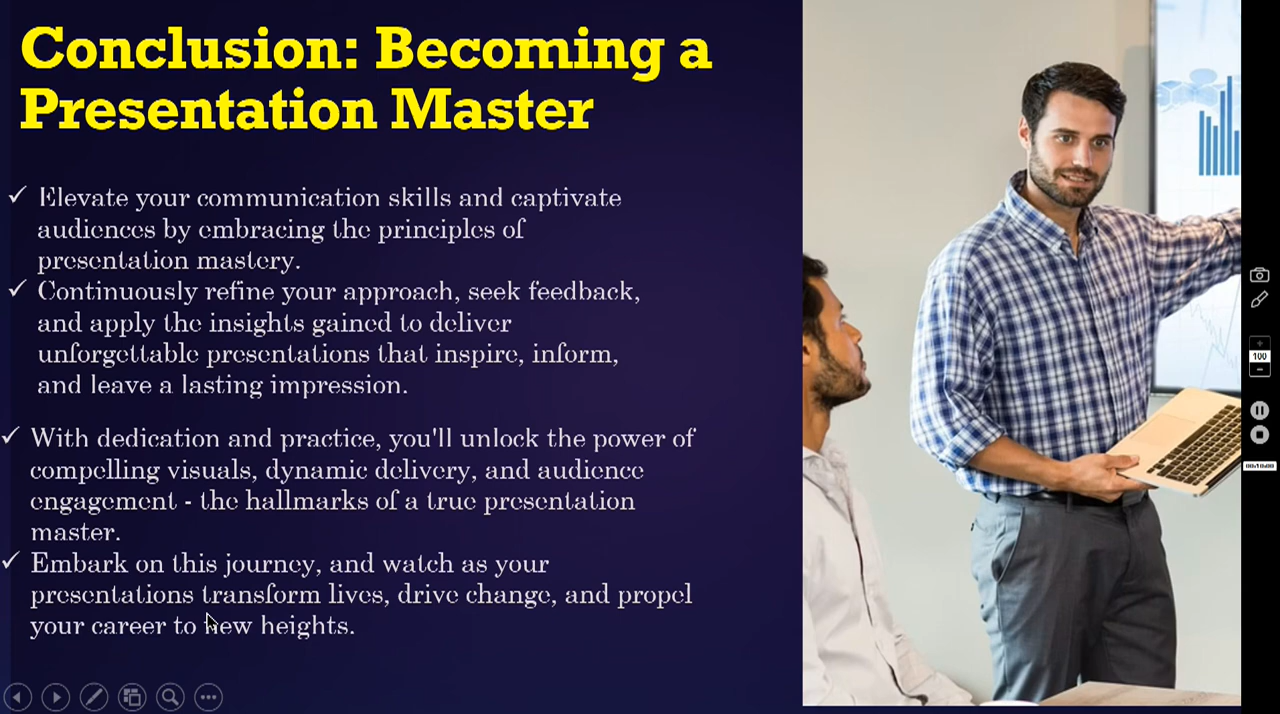 Conclusion: Becoming a
Presentation Master
✓ Elevate your communication skills and captivate
audiences by embracing the principles of
presentation mastery.
✓ Continuously refine your approach, seek feedback,
and apply the insights gained to deliver
unforgettable presentations that inspire, inform,
and leave a lasting impression.
✓ With dedication and practice, you'll unlock the power of
compelling visuals, dynamic delivery, and audience
engagement - the hallmarks of a true presentation
master.
✓ Embark on this journey, and watch as your
presentations transform lives, drive change, and propel
your career to new heights.
100